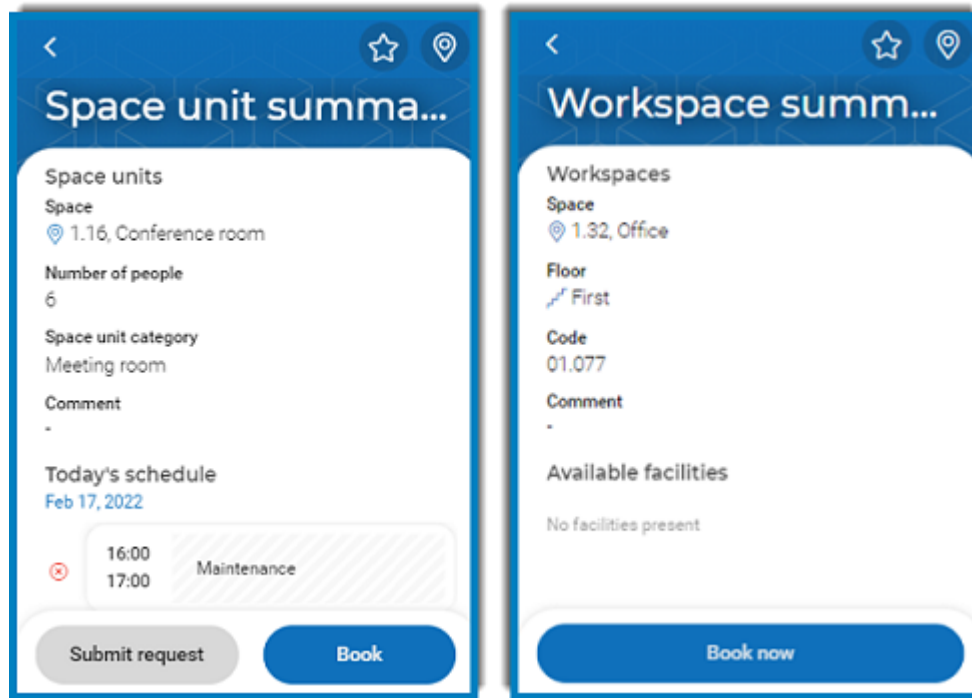 Space unit summa...
Space units
Space
1.16, Conference room
Number of people
6
Space unit category
Meeting room
Comment
-
Today's schedule
Feb 17, 2022
16:00
17:00
Maintenance
Submit request
Book
Workspace summ...
Workspaces
Space
1.32, Office
Floor
First
Code
01.077
Comment
-
Available facilities
No facilities present
Book now